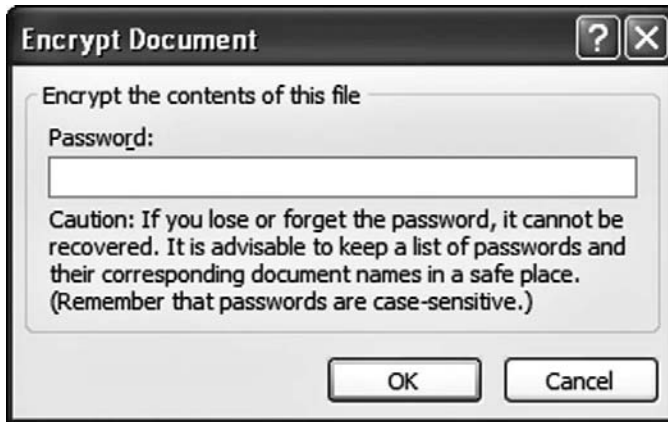 Encrypt Document
Encrypt the contents of this file
Password:
Caution: If you lose or forget the password, it cannot be
recovered. It is advisable to keep a list of passwords and
their corresponding document names in a safe place.
(Remember that passwords are case-sensitive.)
OK Cancel